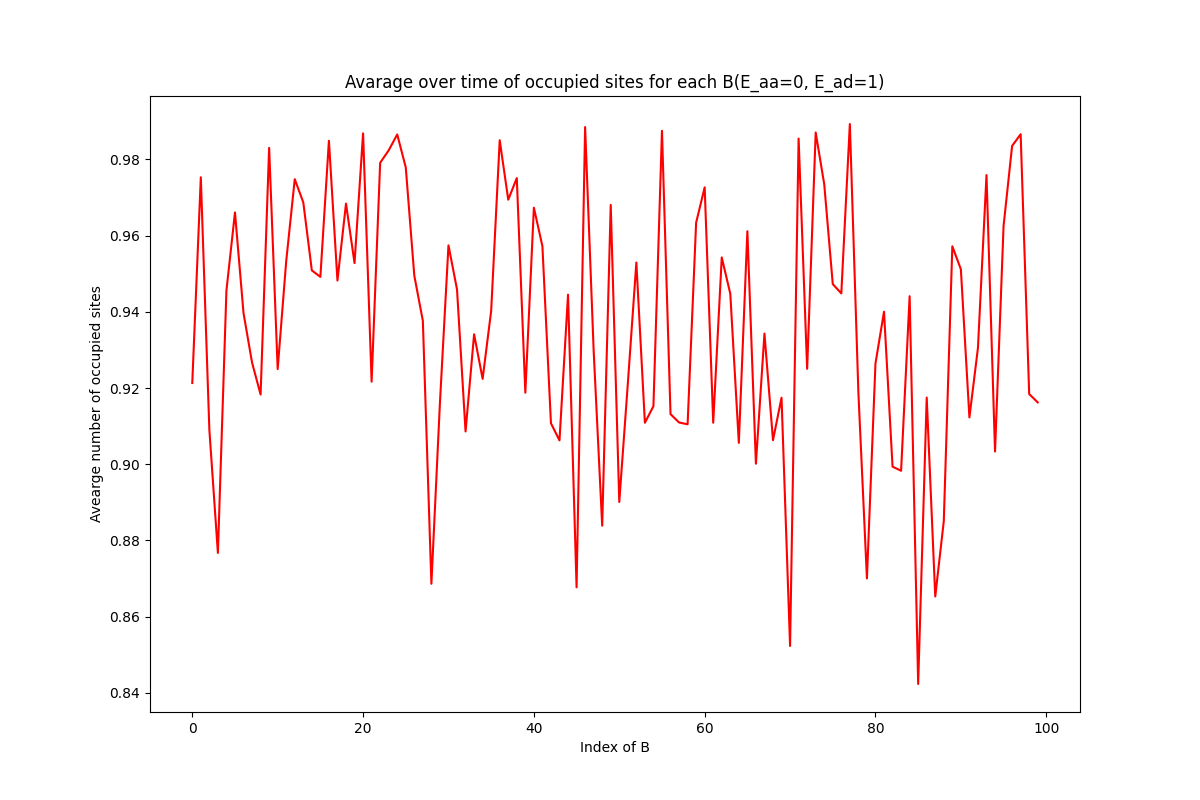 Avarage over time of occupied sites for each B(E_aa=0, E_ad=1)
0.98
0.96
0.94
0.92
0.90
0.88
0.86
0.84
Avearge number of occupied sites
0 20 40 60 80 100
Index of B